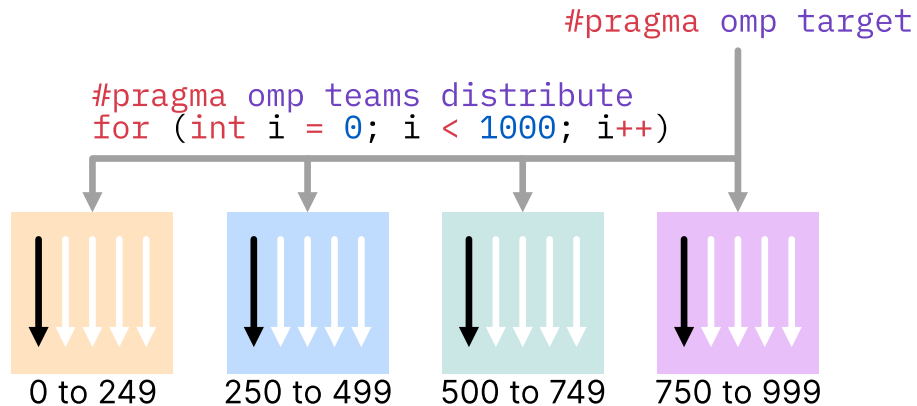 #pragma omp target
#pragma omp teams distribute
for (int i = 0; i < 1000; i++)
0 to 249
250 to 499
500 to 749
750 to 999